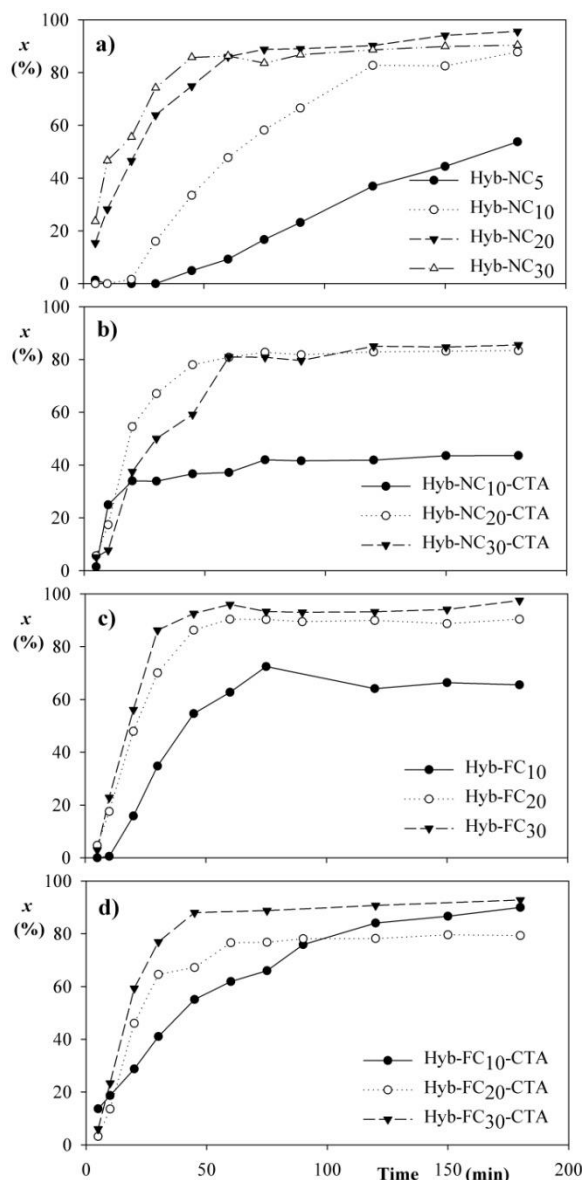 100
x
a)
(%)
80
60
40
Hyb-NC5
Hyb-NC10
20
Hyb-NC20
Hyb-NC30
0
100
x
b)
(%)
80
60
40
Hyb-NC10-CTA
20
Hyb-NC20-CTA
Hyb-NC30-CTA
0
100
x
c)
(%)
80
60
40
Hyb-FC10
20
Hyb-FC20
Hyb-FC30
0
100
x
d)
(%)
80
60
40
Hyb-FC10-CTA
20
Hyb-FC20-CTA
Hyb-FC30-CTA
0
0 50 100 150 200
Time (min)